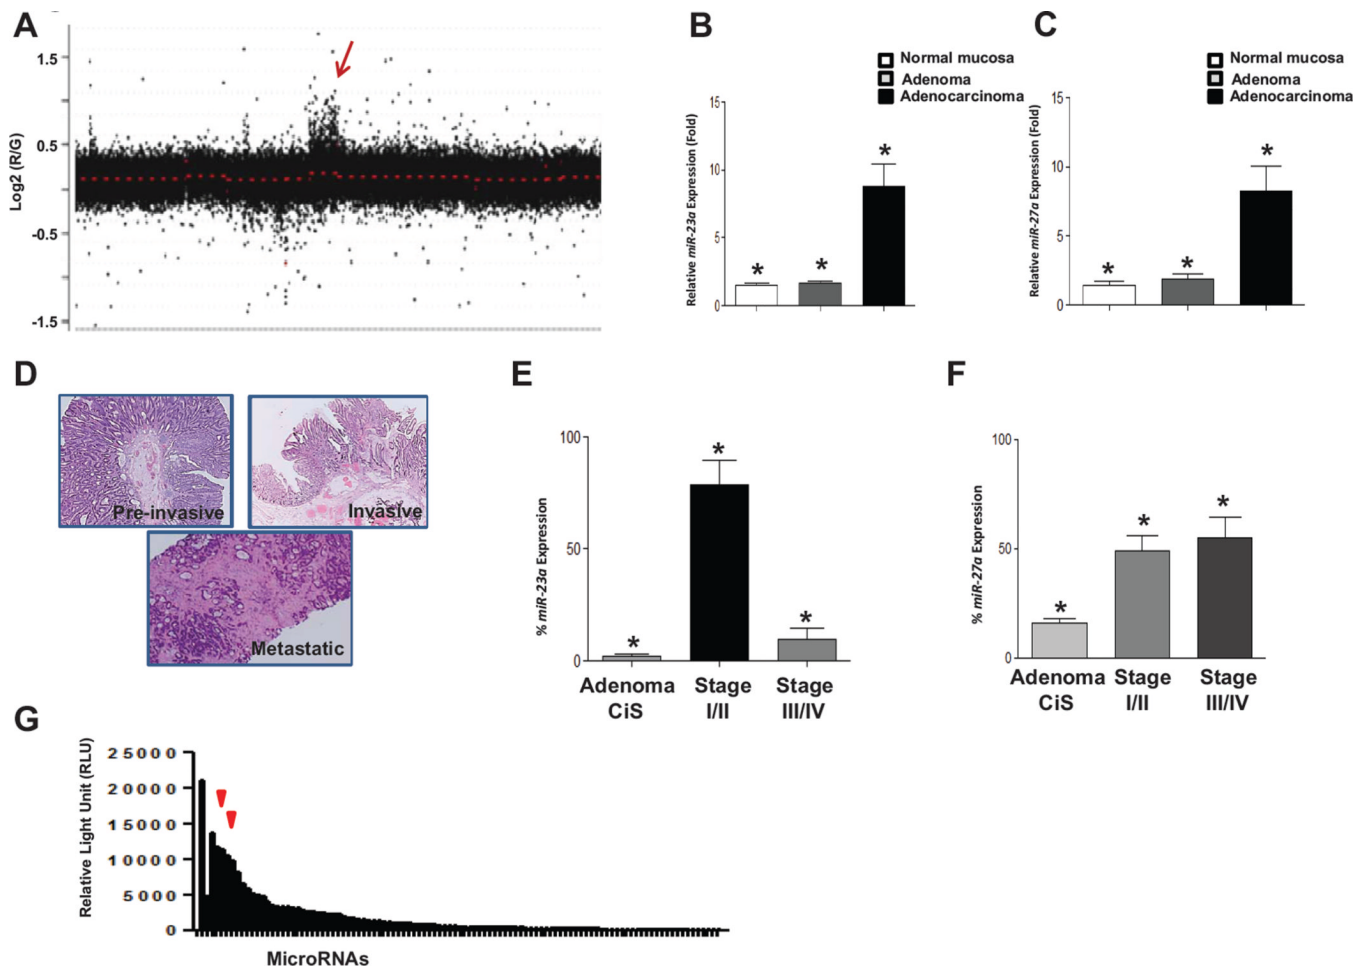 A
Log2 (R/G)
1.5
0.5
-0.5
-1.5
B
Normal mucosa
Adenoma
Adenocarcinoma
Relative miR-23a Expression (Fold)
15
10
5
0
*
*
*
C
Normal mucosa
Adenoma
Adenocarcinoma
Relative miR-27a Expression (Fold)
15
10
5
0
*
*
*
D
Pre-invasive
Invasive
Metastatic
E
% miR-23a Expression
100
50
0
*
*
*
Adenoma Stage Stage
CiS I/II III/IV
F
% miR-27a Expression
100
50
0
*
*
*
Adenoma Stage Stage
CiS I/II III/IV
G
Relative Light Unit (RLU)
25000
20000
15000
10000
5000
0
MicroRNAs